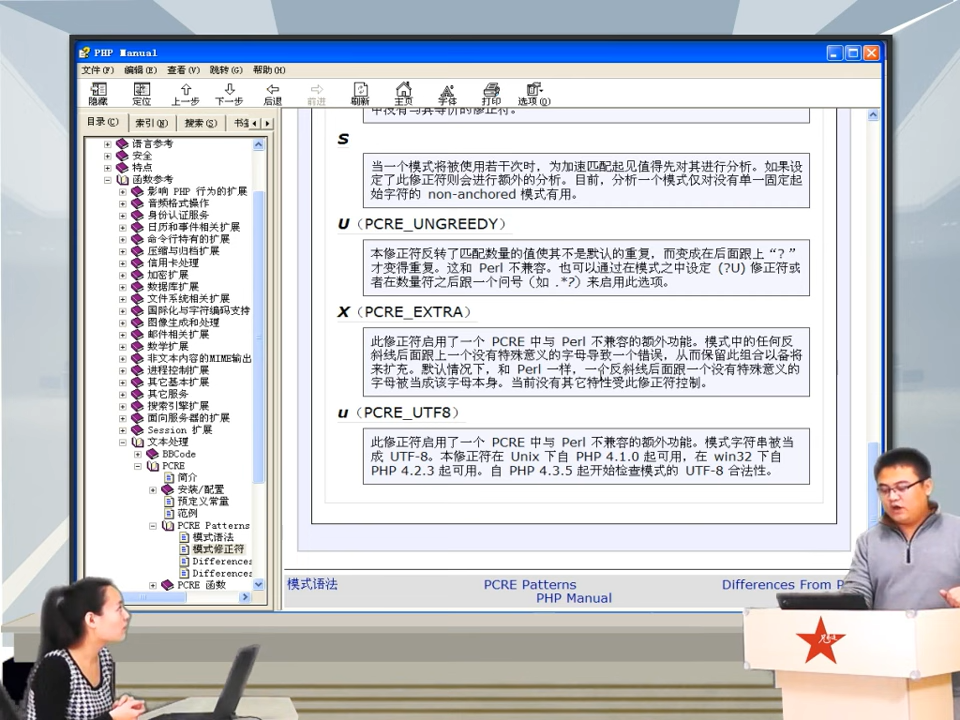 PHP Manual
文件(F) 编辑(E) 查看(V) 跳转(G) 帮助(H)
隐藏 定位 上一步 下一步 后退 前进 刷新 主页 字体 打印 选项(O)
目录(C) 索引(N) 搜索(S)
语言参考
安全
特点
函数参考
影响 PHP 行为的扩展
音频格式操作
身份认证服务
日历和事件相关扩展
命令行特有的扩展
压缩与归档扩展
信用卡处理
加密扩展
数据库扩展
文件系统相关扩展
国际化与字符编码支持
图像生成和处理
邮件相关扩展
数学扩展
非文本内容的MIME输出
进程控制扩展
其它基本扩展
其它服务
搜索引擎扩展
面向服务器的扩展
Session 扩展
文本处理
BBCode
PCRE
简介
安装/配置
预定义常量
范例
PCRE Patterns
模式语法
模式修正符
Differences
Differences
PCRE 函数
中没有与其等价的修正符。
S
当一个模式将被使用若干次时，为加速匹配起见值得先对其进行分析。如果设
定了此修正符则会进行额外的分析。目前，分析一个模式仅对没有单一固定起
始字符的 non-anchored 模式有用。
U（PCRE_UNGREEDY）
本修正符反转了匹配数量的值使其不是默认的重复，而变成在后面跟上“？”
才变得重复。这和 Perl 不兼容。也可以通过在模式之中设定 (?U) 修正符或
者在数量符之后跟一个问号（如 .*?）来启用此选项。
X（PCRE_EXTRA）
此修正符启用了一个 PCRE 中与 Perl 不兼容的额外功能。模式中的任何反
斜线后面跟上一个没有特殊意义的字母导致一个错误，从而保留此组合以备将
来扩充。默认情况下，和 Perl 一样，一个反斜线后面跟一个没有特殊意义的
字母被当成该字母本身。当前没有其它特性受此修正符控制。
u（PCRE_UTF8）
此修正符启用了一个 PCRE 中与 Perl 不兼容的额外功能。模式字符串被当
成 UTF-8。本修正符在 Unix 下自 PHP 4.1.0 起可用，在 win32 下自
PHP 4.2.3 起可用。自 PHP 4.3.5 起开始检查模式的 UTF-8 合法性。
模式语法 PCRE Patterns Differences From P
PHP Manual